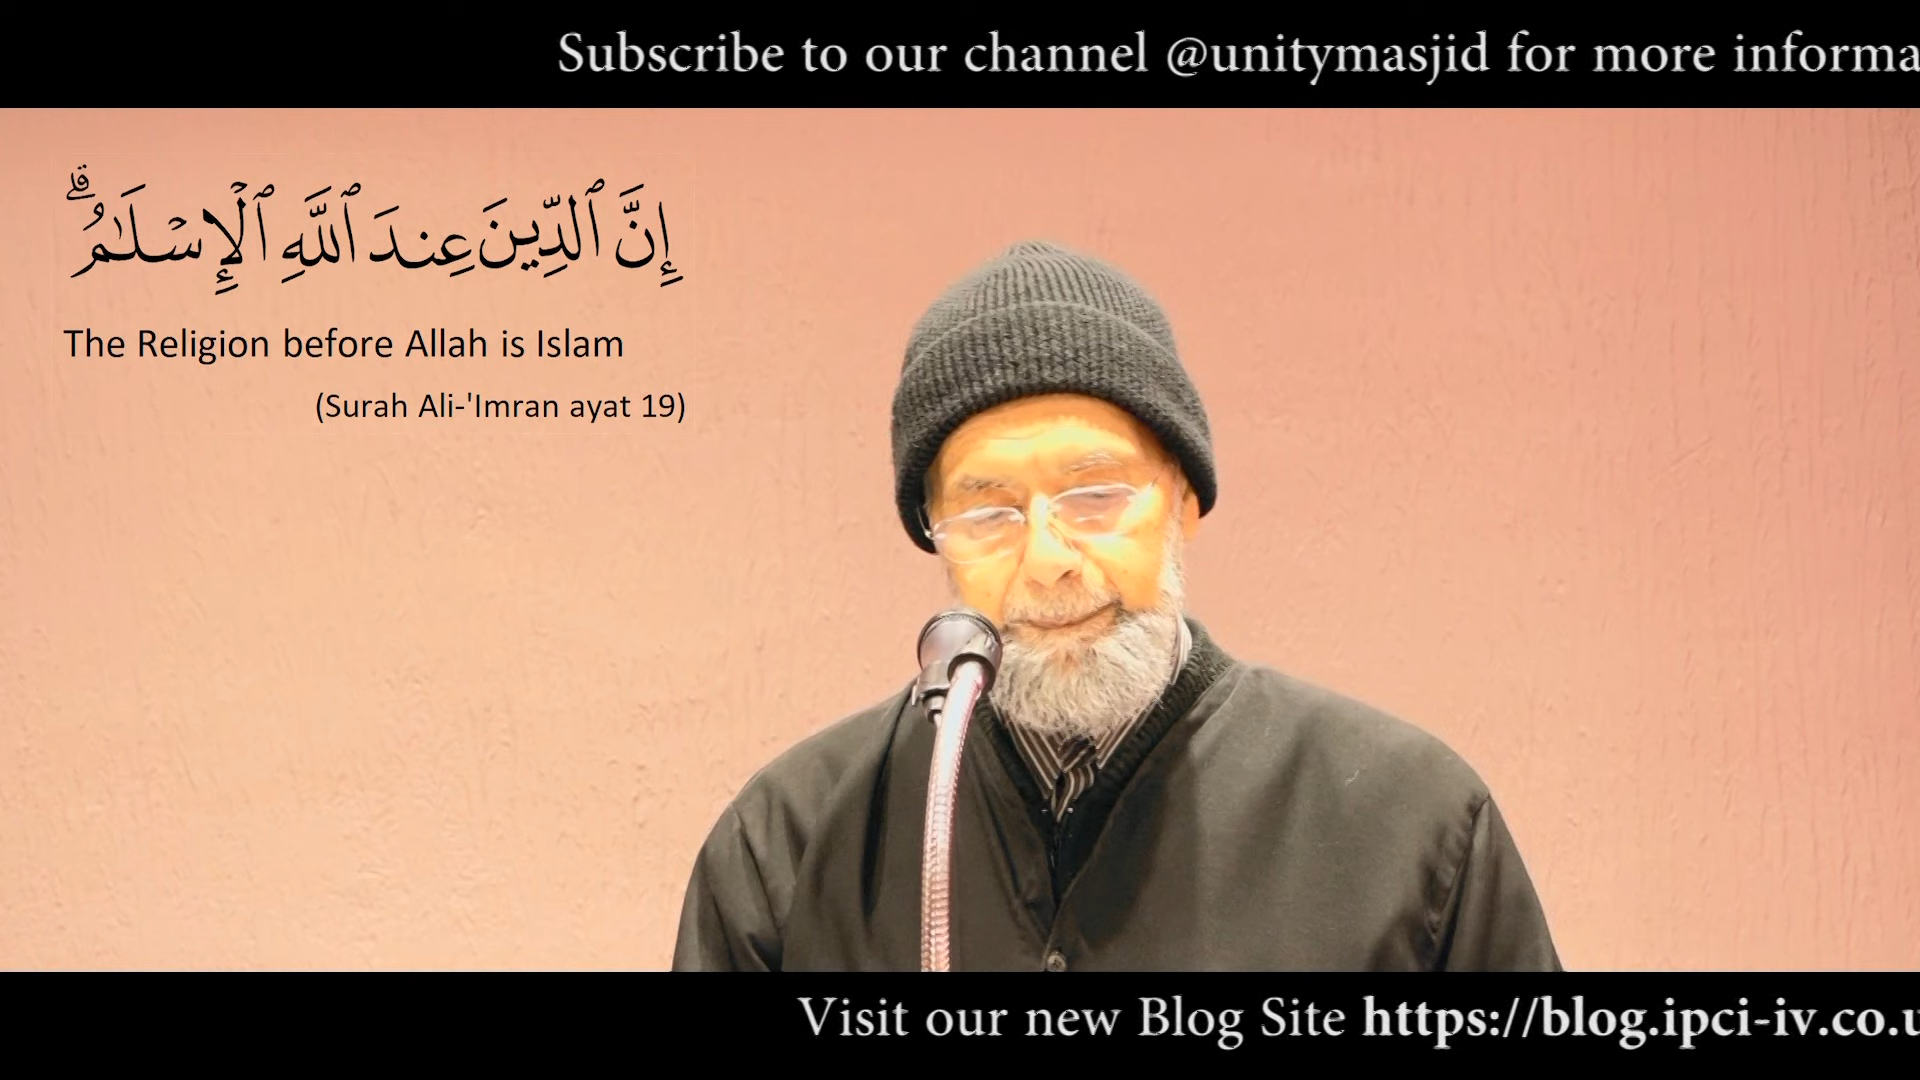 Subscribe to our channel @unitymasjid for more informa
إِنَّ ٱلدِّينَ عِندَ ٱللَّهِ ٱلْإِسْلَـٰمُ ۗ
The Religion before Allah is Islam
(Surah Ali-'Imran ayat 19)
Visit our new Blog Site https://blog.ipci-iv.co.u